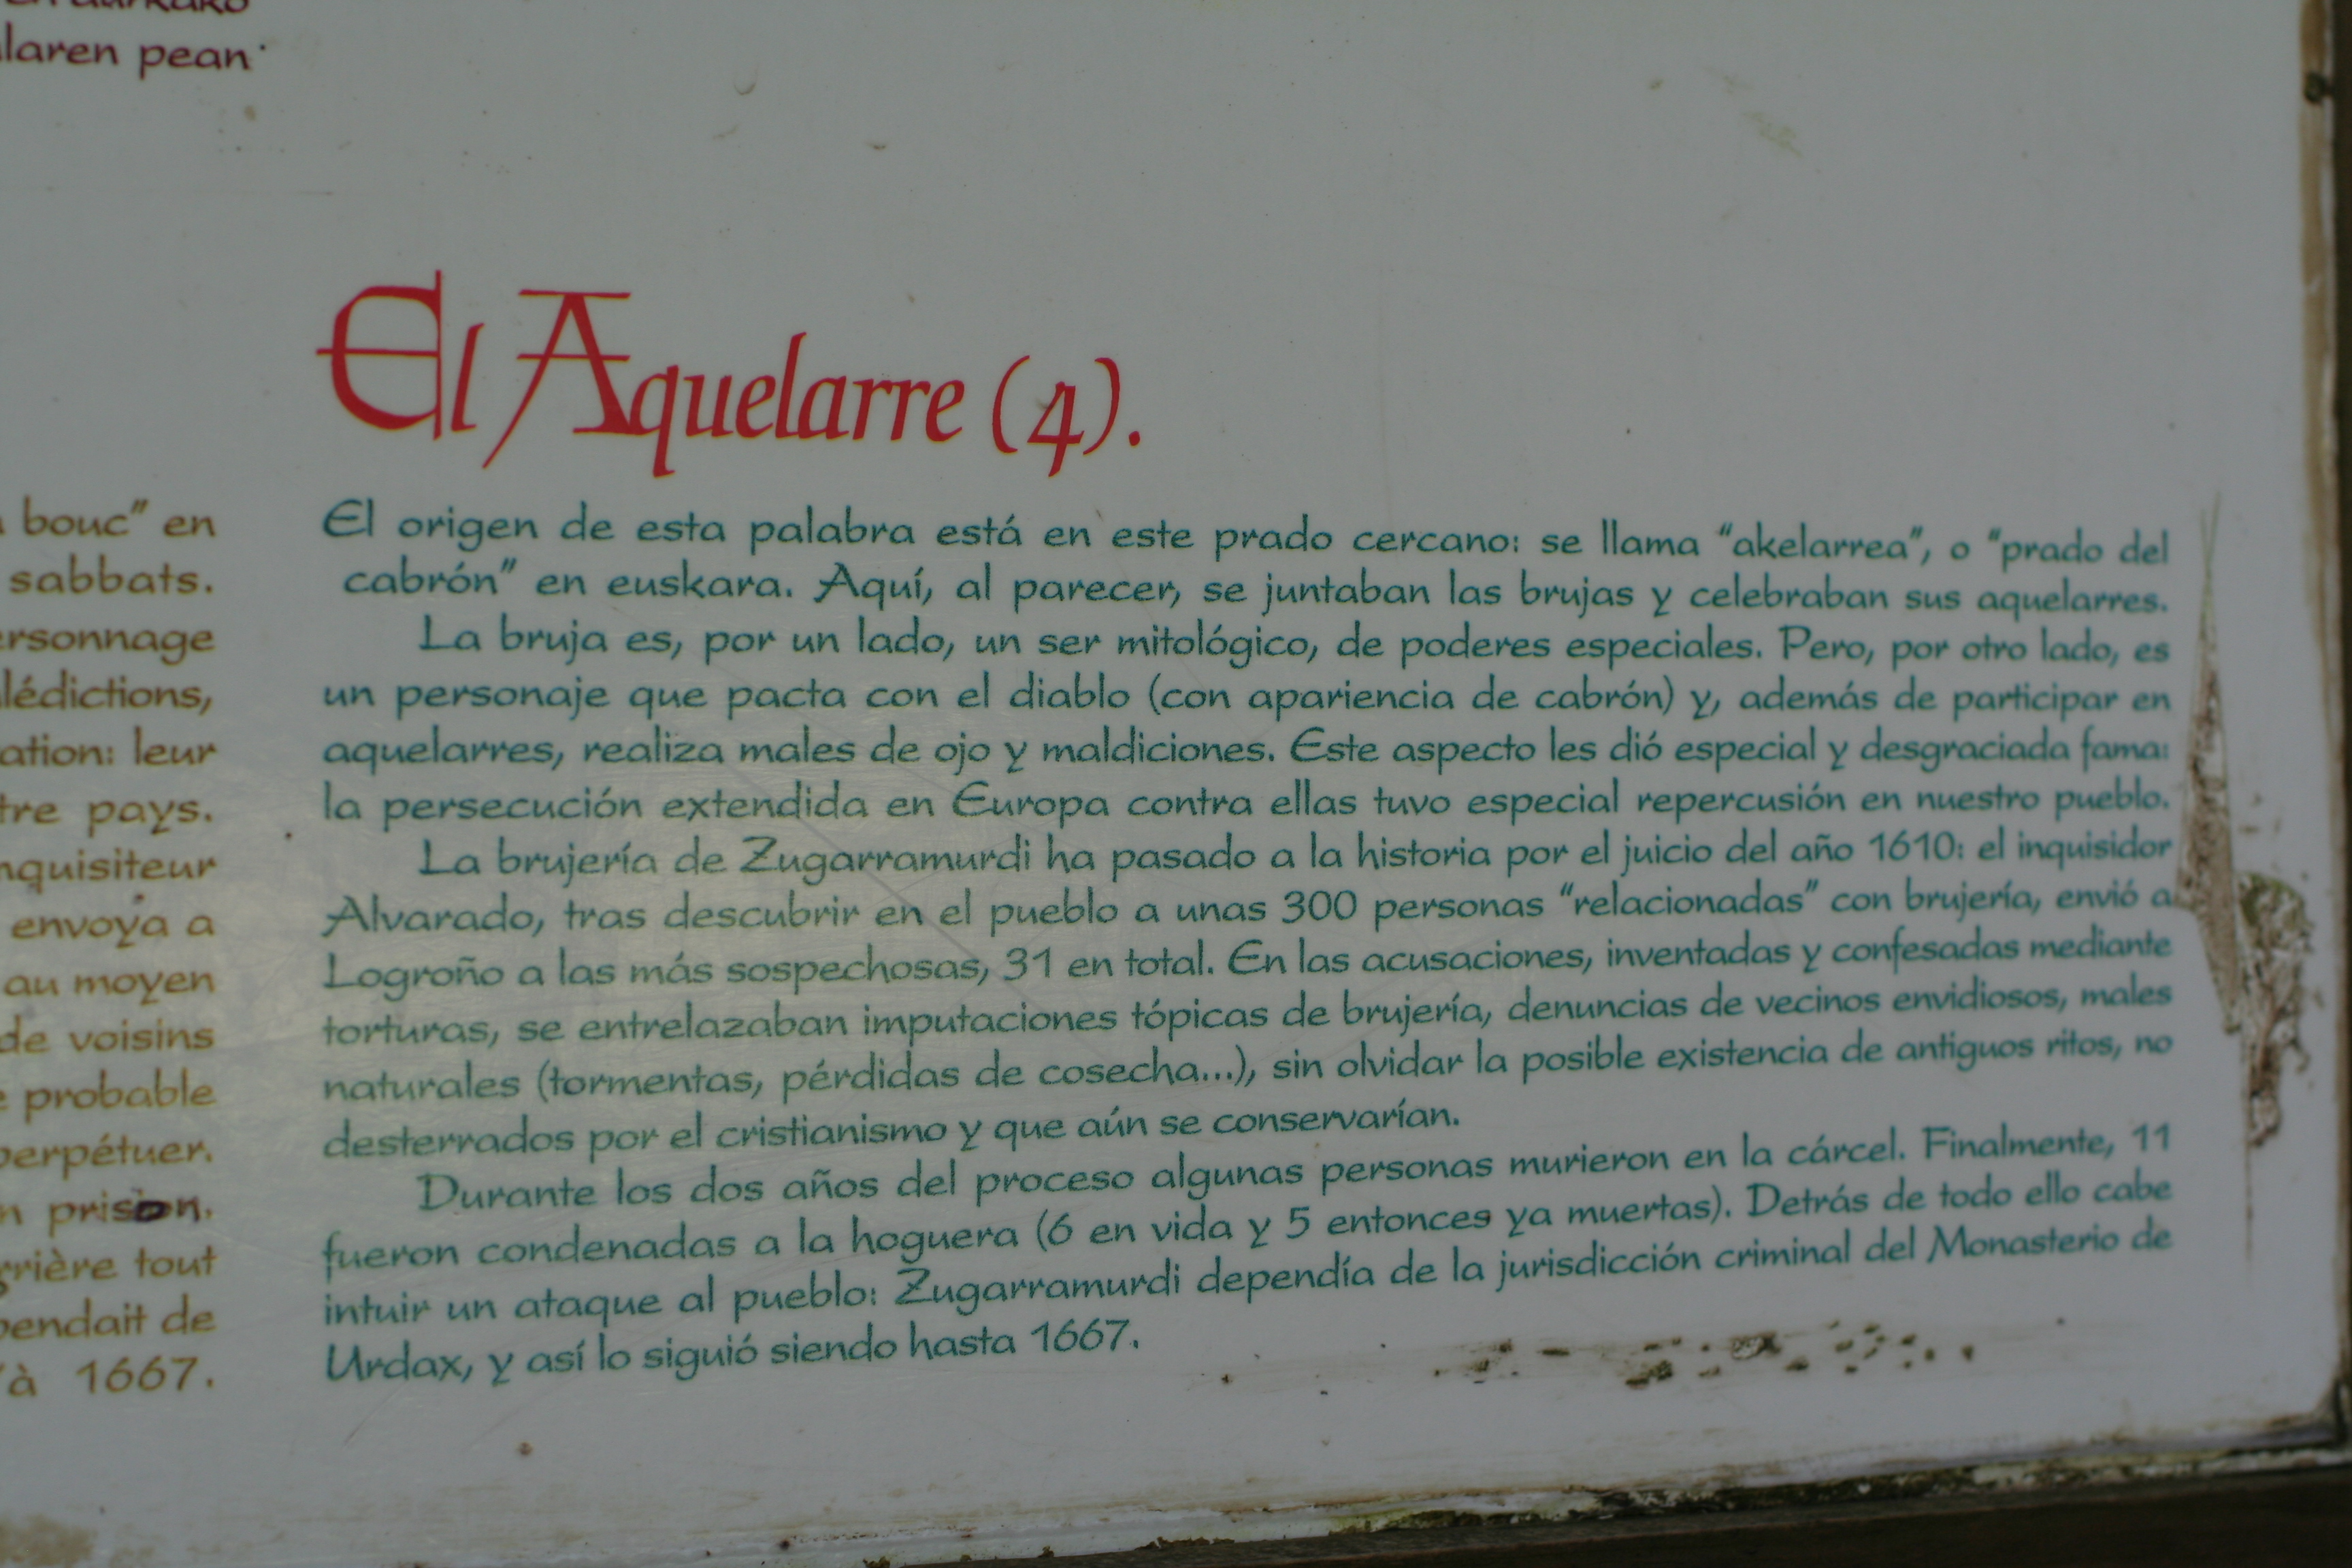 laren pean
El Aquelarre (4).
bouc" en
sabbats.
ersonnage
lédictions,
ation: leur
tre pays.
nquisiteur
envoya a
au moyen
de voisins
probable
perpétuer.
n prison.
rrière tout
pendait de
'à 1667.
El origen de esta palabra está en este prado cercano: se llama "akelarrea", o "prado del
cabrón" en euskara. Aquí, al parecer, se juntaban las brujas y celebraban sus aquelarres.
La bruja es, por un lado, un ser mitológico, de poderes especiales. Pero, por otro lado, es
un personaje que pacta con el diablo (con apariencia de cabrón) y, además de participar en
aquelarres, realiza males de ojo y maldiciones. Este aspecto les dió especial y desgraciada fama:
la persecución extendida en Europa contra ellas tuvo especial repercusión en nuestro pueblo.
La brujería de Zugarramurdi ha pasado a la historia por el juicio del año 1610: el inquisidor
Alvarado, tras descubrir en el pueblo a unas 300 personas "relacionadas" con brujería, envió a
Logroño a las más sospechosas, 31 en total. En las acusaciones, inventadas y confesadas mediante
torturas, se entrelazaban imputaciones tópicas de brujería, denuncias de vecinos envidiosos, males
naturales (tormentas, pérdidas de cosecha...), sin olvidar la posible existencia de antiguos ritos, no
desterrados por el cristianismo y que aún se conservarían.
Durante los dos años del proceso algunas personas murieron en la cárcel. Finalmente, 11
fueron condenadas a la hoguera (6 en vida y 5 entonces ya muertas). Detrás de todo ello cabe
intuir un ataque al pueblo: Zugarramurdi dependía de la jurisdicción criminal del Monasterio de
Urdax, y así lo siguió siendo hasta 1667.